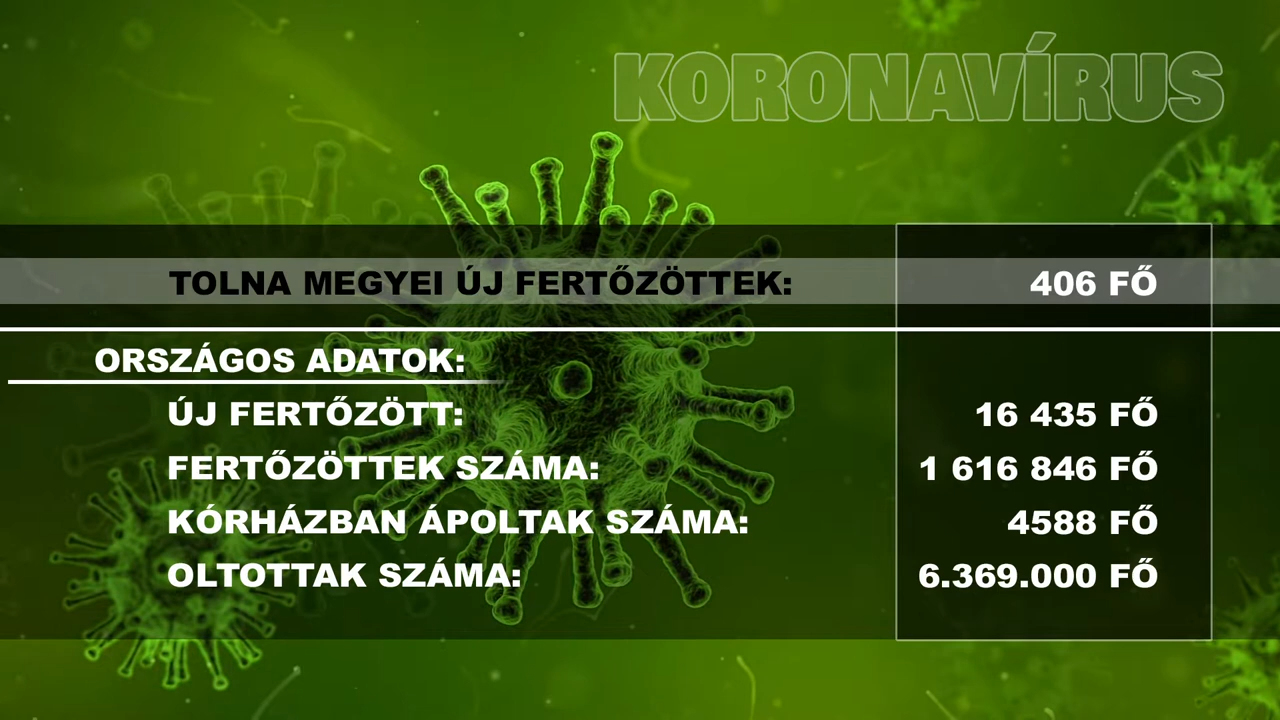 KORONAVÍRUS
TOLNA MEGYEI ÚJ FERTŐZÖTTEK: 406 FŐ
ORSZÁGOS ADATOK:
ÚJ FERTŐZÖTT: 16 435 FŐ
FERTŐZÖTTEK SZÁMA: 1 616 846 FŐ
KÓRHÁZBAN ÁPOLTAK SZÁMA: 4588 FŐ
OLTOTTAK SZÁMA: 6.369.000 FŐ